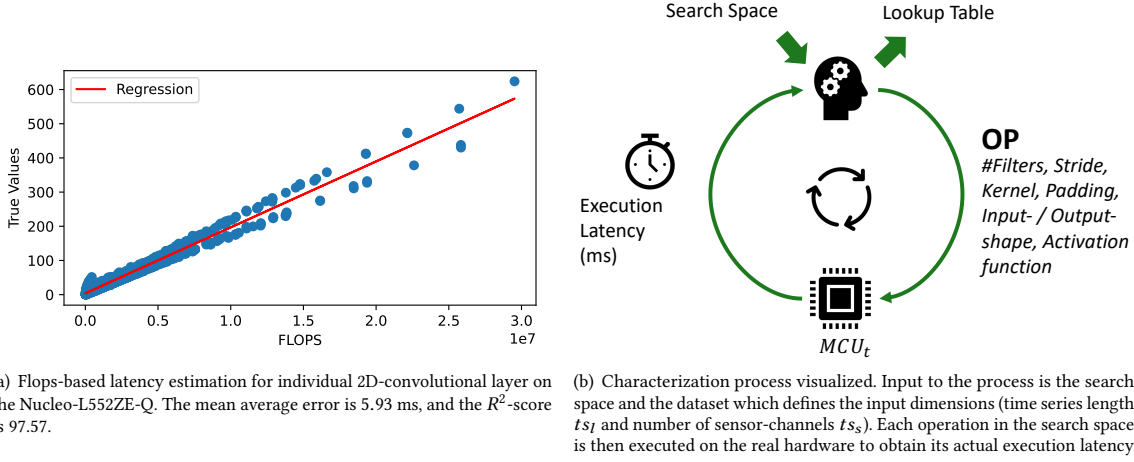 Regression
600
500
400
300
200
100
0
True Values
0.0 0.5 1.0 1.5 2.0 2.5 3.0
1e7
FLOPS
a) Flops-based latency estimation for individual 2D-convolutional layer on
he Nucleo-L552ZE-Q. The mean average error is 5.93 ms, and the R²-score
s 97.57.
Search Space
Lookup Table
Execution
Latency
(ms)
OP
#Filters, Stride,
Kernel, Padding,
Input- / Output-
shape, Activation
function
MCUₜ
(b) Characterization process visualized. Input to the process is the search
space and the dataset which defines the input dimensions (time series length
tsₗ and number of sensor-channels tsₛ). Each operation in the search space
is then executed on the real hardware to obtain its actual execution latency